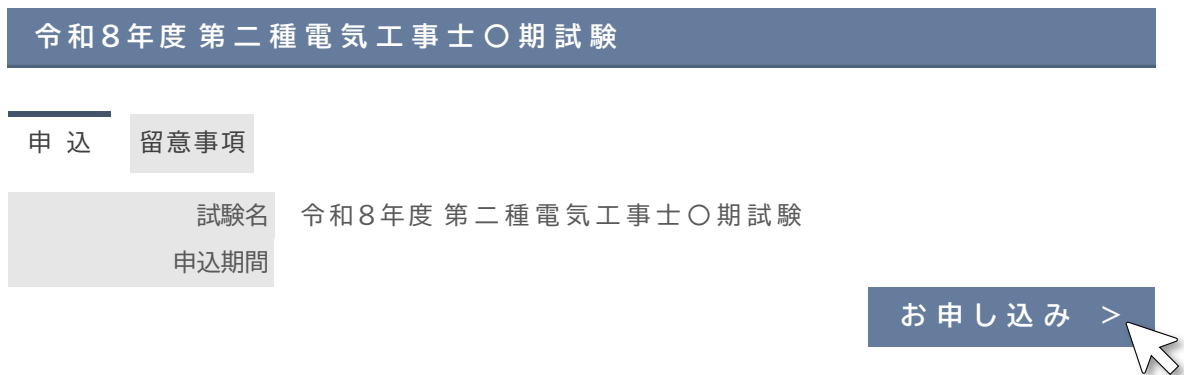 令和8年度 第二種電気工事士〇期試験
申込
留意事項
試験名 令和8年度 第二種電気工事士〇期試験
申込期間
お申し込み >